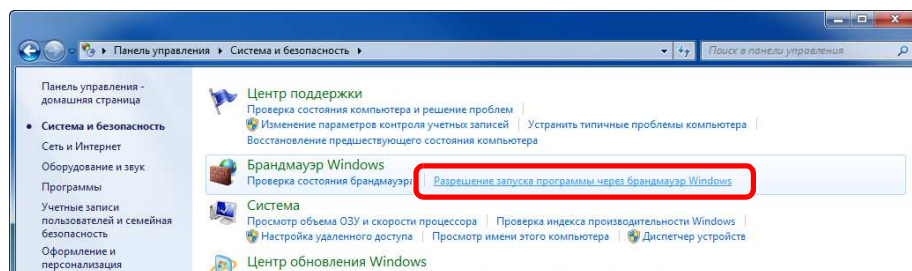 Панель управления ▸ Система и безопасность ▸ Поиск в панели управления
Панель управления -
домашняя страница
Система и безопасность
Сеть и Интернет
Оборудование и звук
Программы
Учетные записи
пользователей и семейная
безопасность
Оформление и
персонализация
Центр поддержки
Проверка состояния компьютера и решение проблем
Изменение параметров контроля учетных записей Устранить типичные проблемы компьютера
Восстановление предшествующего состояния компьютера
Брандмауэр Windows
Проверка состояния брандмауэра Разрешение запуска программы через брандмауэр Windows
Система
Просмотр объема ОЗУ и скорости процессора Проверка индекса производительности Windows
Настройка удаленного доступа Просмотр имени этого компьютера Диспетчер устройств
Центр обновления Windows